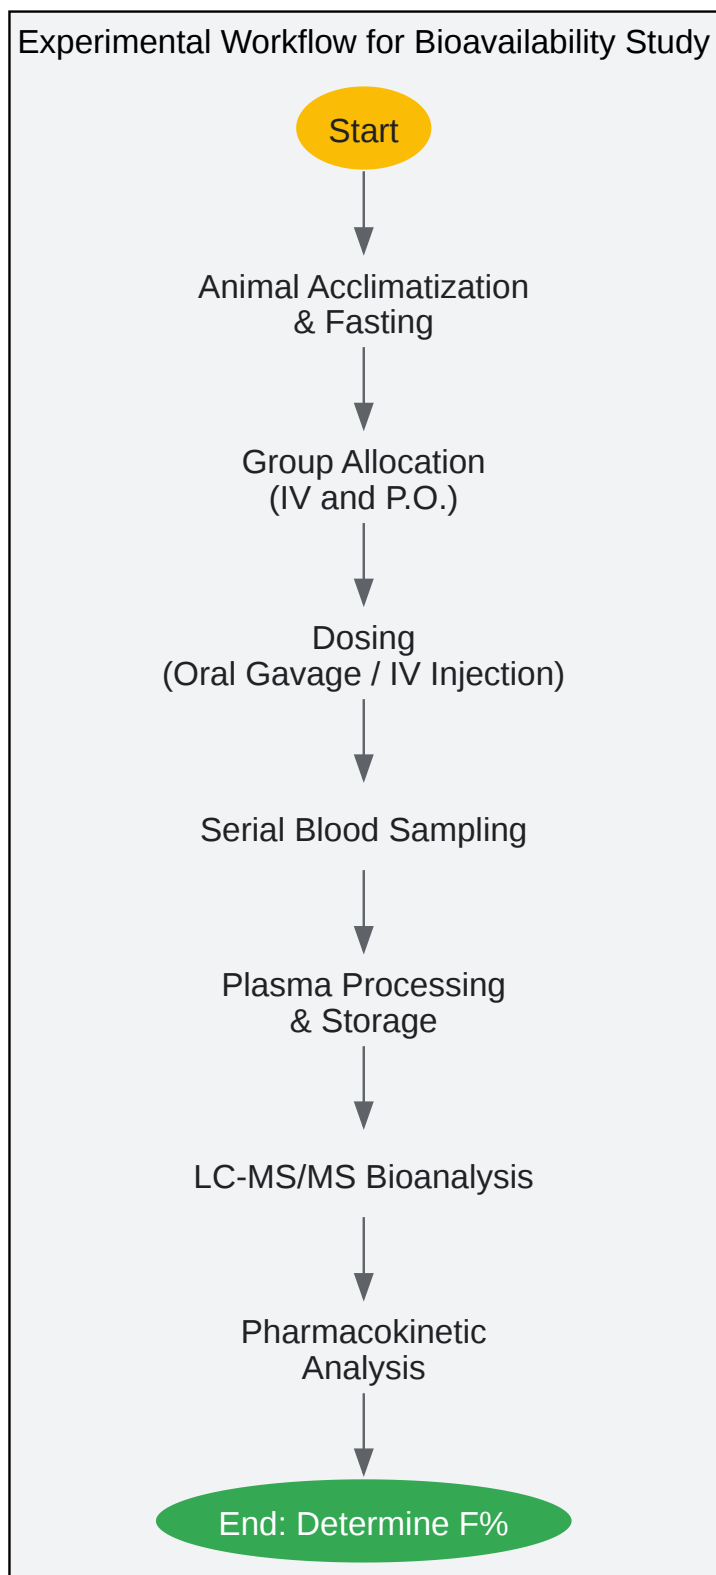 Experimental Workflow for Bioavailability Study
Start
Animal Acclimatization
& Fasting
Group Allocation
(IV and P.O.)
Dosing
(Oral Gavage / IV Injection)
Serial Blood Sampling
Plasma Processing
& Storage
LC-MS/MS Bioanalysis
Pharmacokinetic
Analysis
End: Determine F%